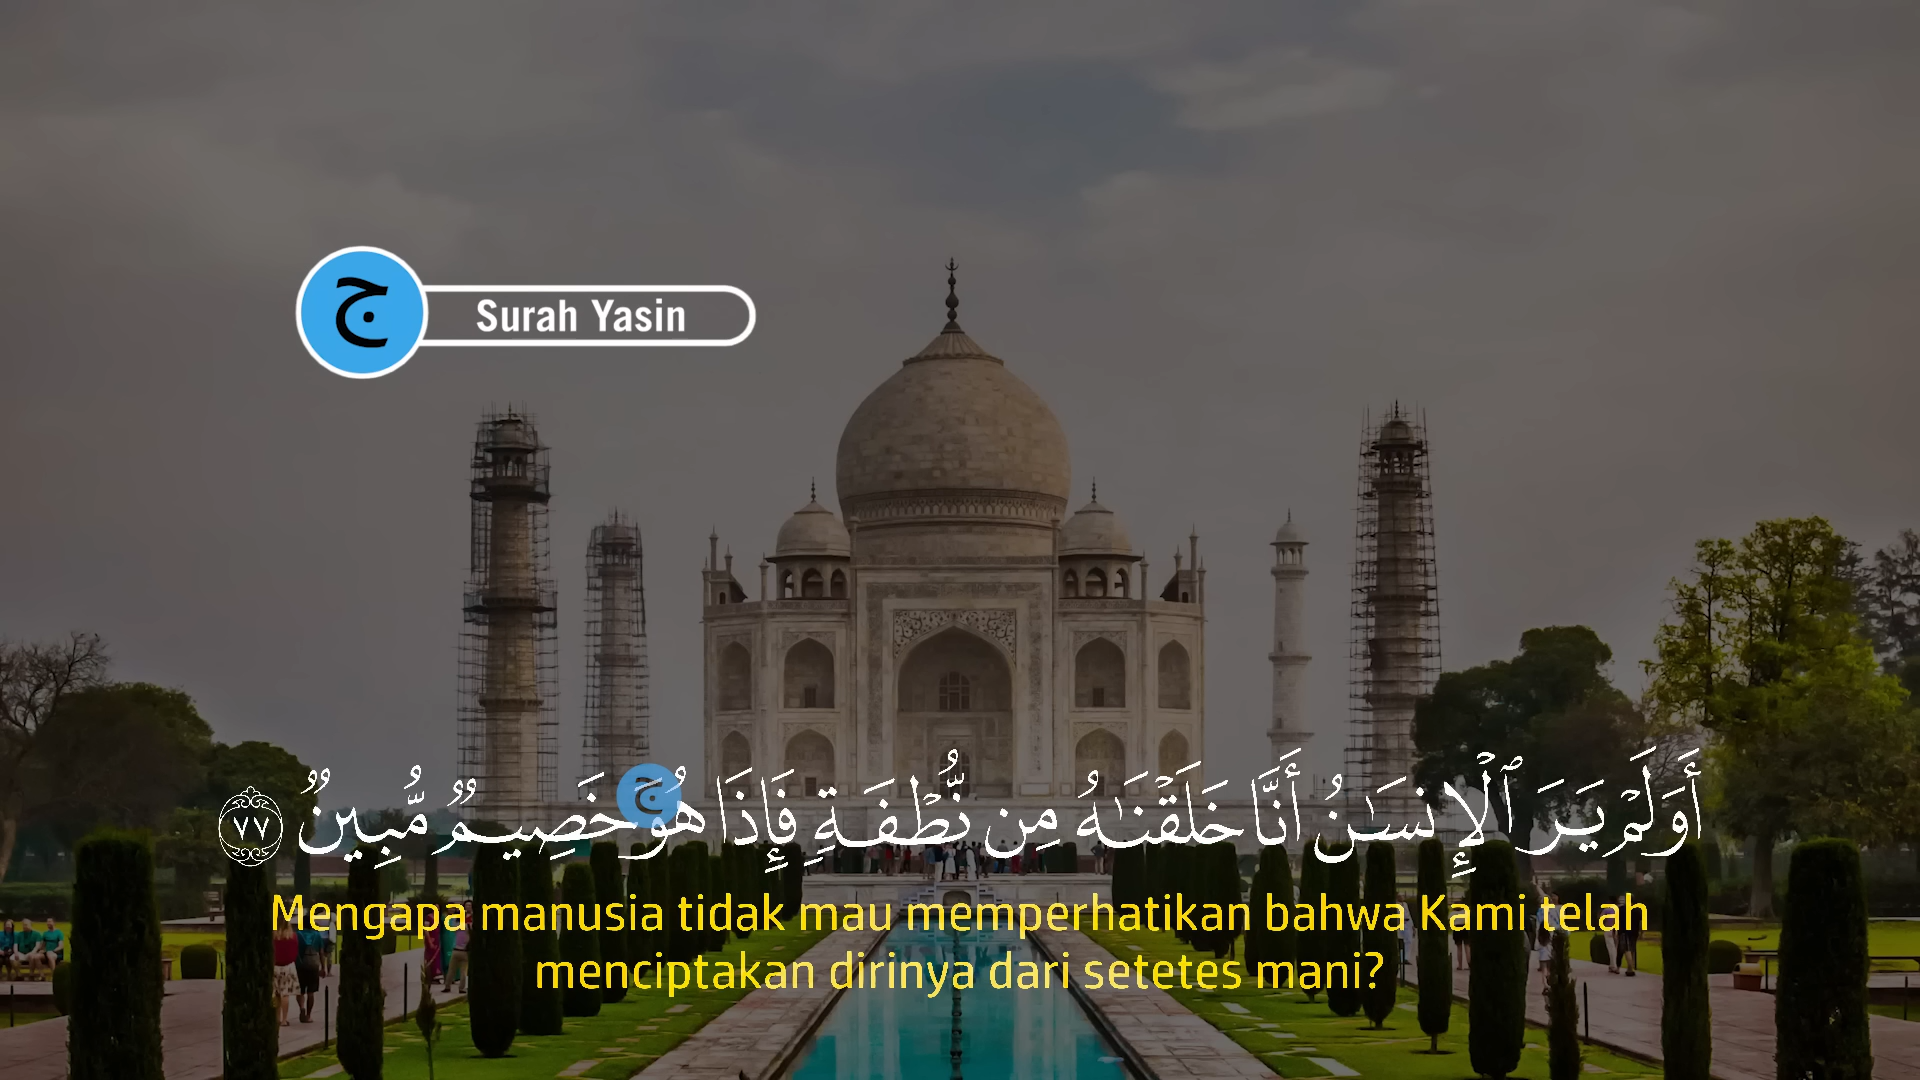 ج
Surah Yasin
أَوَلَمْ يَرَ ٱلْإِنسَـٰنُ أَنَّا خَلَقْنَـٰهُ مِن نُّطْفَةٍ فَإِذَا هُوَ خَصِيمٌ مُّبِينٌ ٧٧
ج
Mengapa manusia tidak mau memperhatikan bahwa Kami telah
menciptakan dirinya dari setetes mani?